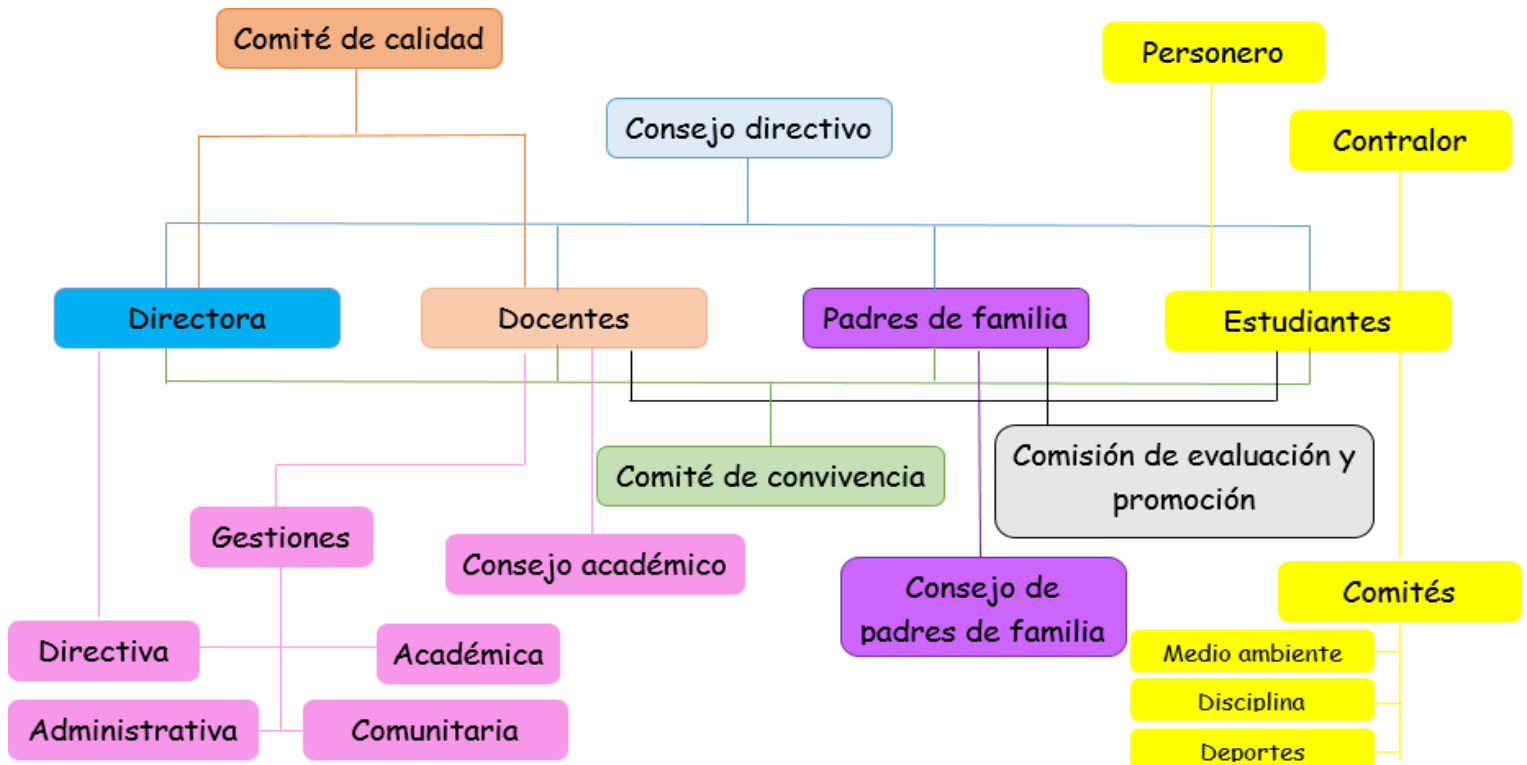 Comité de calidad
Personero
Consejo directivo
Contralor
Directora
Docentes
Padres de familia
Estudiantes
Comité de convivencia
Comisión de evaluación y
promoción
Gestiones
Consejo académico
Consejo de
padres de familia
Comités
Directiva
Académica
Medio ambiente
Disciplina
Administrativa
Comunitaria
Deportes